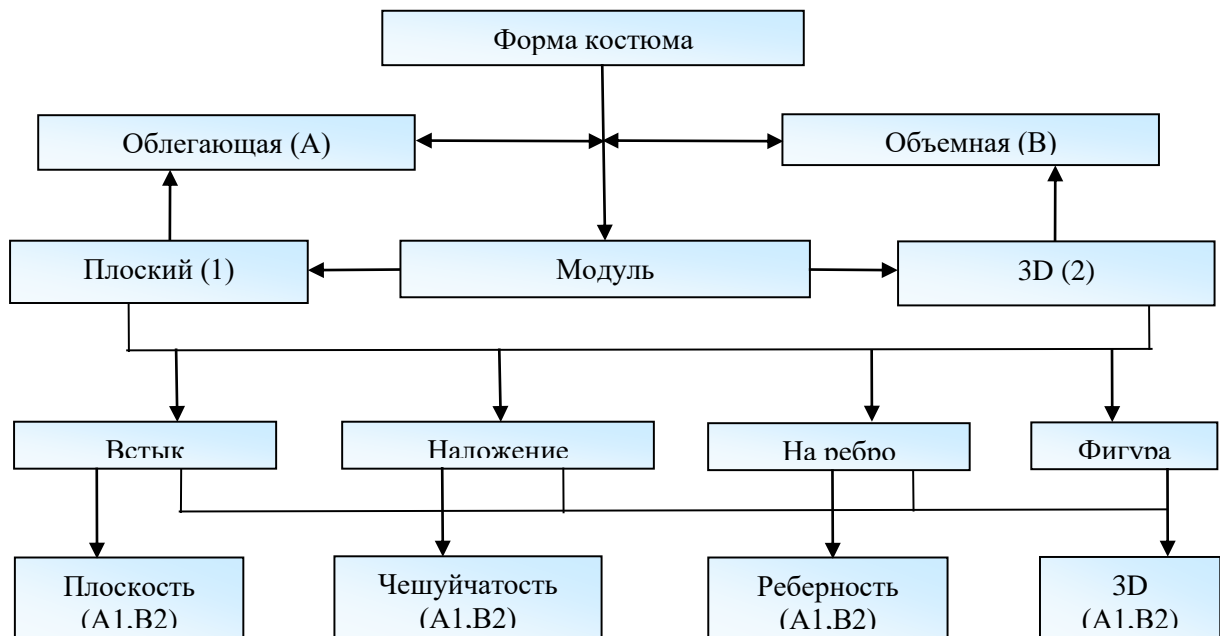 Форма костюма
Облегающая (А)
Объемная (В)
Плоский (1)
Модуль
3D (2)
Встык
Наложение
На ребро
Фигура
Плоскость
(А1,В2)
Чешуйчатость
(А1,В2)
Реберность
(А1,В2)
3D
(А1,В2)